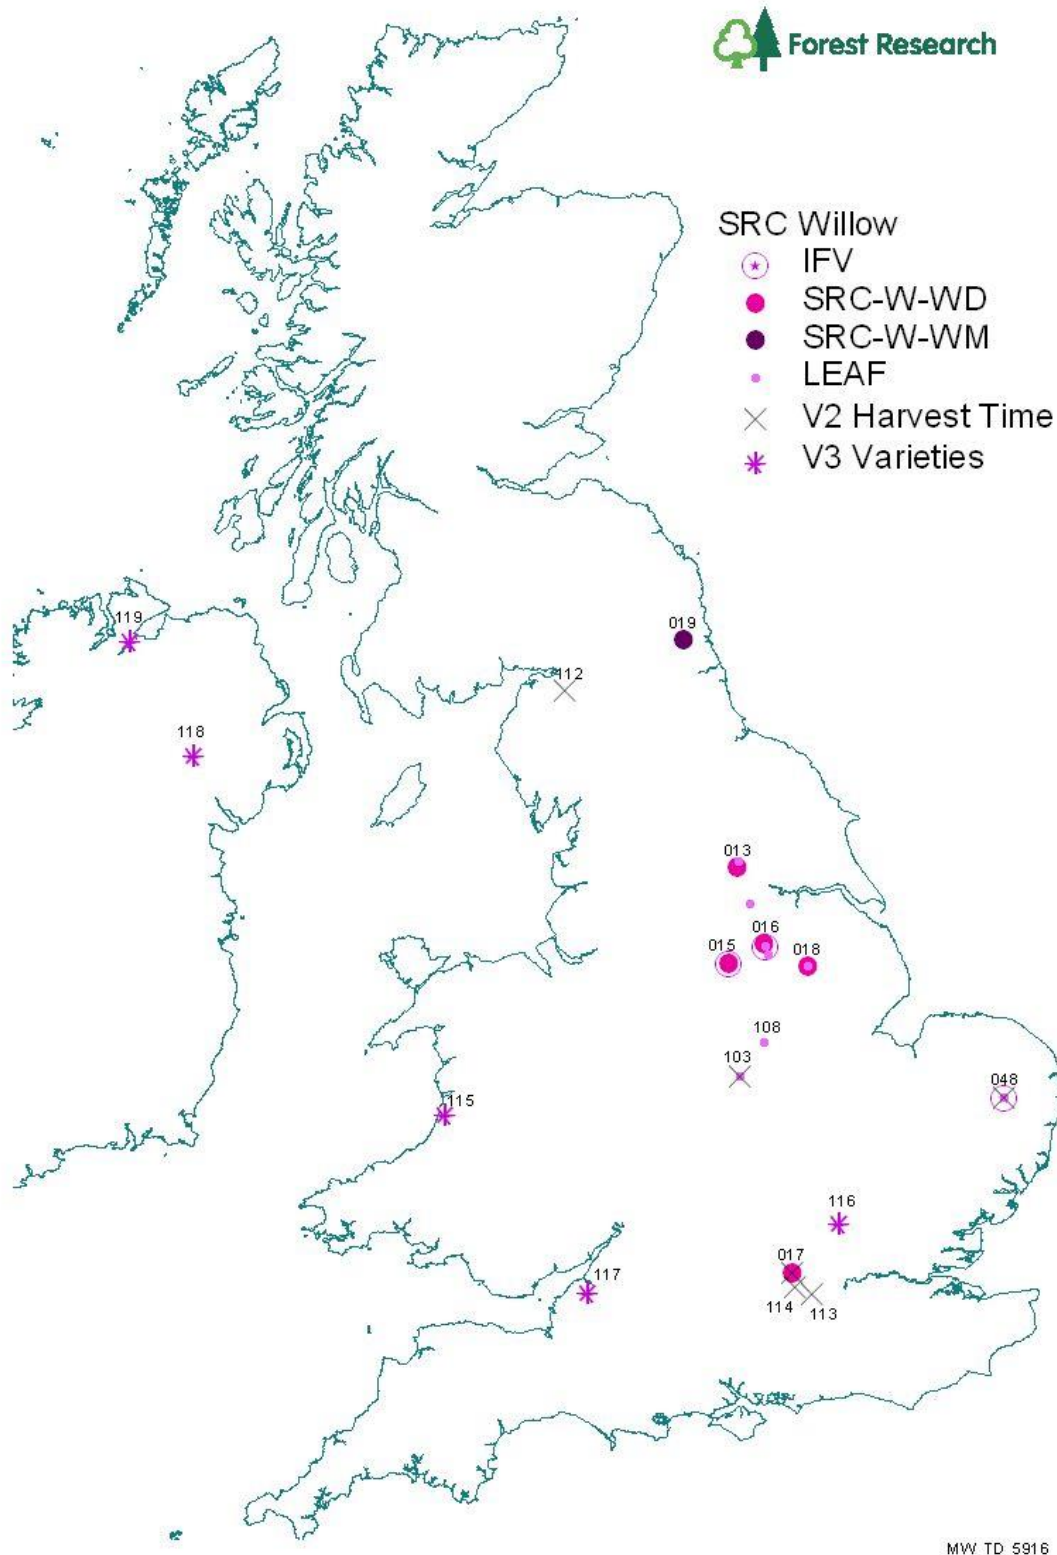 Forest Research
SRC Willow
IFV
SRC-W-WD
SRC-W-WM
LEAF
V2 Harvest Time
V3 Varieties
119
019
112
118
013
016
015
018
108
103
048
115
116
017
117
114
113
MW TD 5916